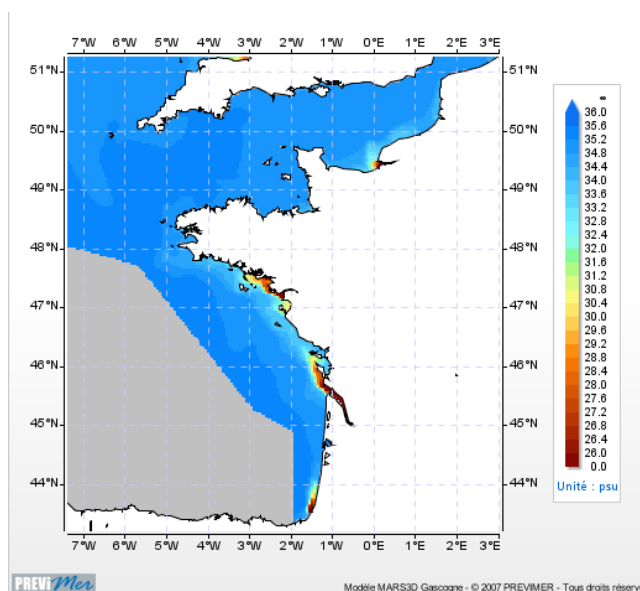 7°W 6°W 5°W 4°W 3°W 2°W 1°W 0°E 1°E 2°E 3°E
51°N 51°N
50°N 50°N
49°N 49°N
48°N 48°N
47°N 47°N
46°N 46°N
45°N 45°N
44°N 44°N
7°W 6°W 5°W 4°W 3°W 2°W 1°W 0°E 1°E 2°E 3°E
∞
36.0
35.6
35.2
34.8
34.4
34.0
33.6
33.2
32.8
32.4
32.0
31.6
31.2
30.8
30.4
30.0
29.6
29.2
28.8
28.4
28.0
27.6
27.2
26.8
26.4
26.0
0.0
Unité : psu
PREViMer
Modèle MARS3D Gascogne - © 2007 PREVIMER - Tous droits réserv